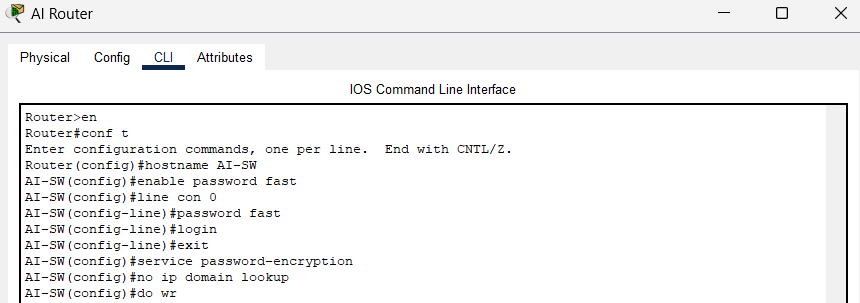 AI Router
Physical Config CLI Attributes
IOS Command Line Interface
Router>en
Router#conf t
Enter configuration commands, one per line.  End with CNTL/Z.
Router(config)#hostname AI-SW
AI-SW(config)#enable password fast
AI-SW(config)#line con 0
AI-SW(config-line)#password fast
AI-SW(config-line)#login
AI-SW(config-line)#exit
AI-SW(config)#service password-encryption
AI-SW(config)#no ip domain lookup
AI-SW(config)#do wr